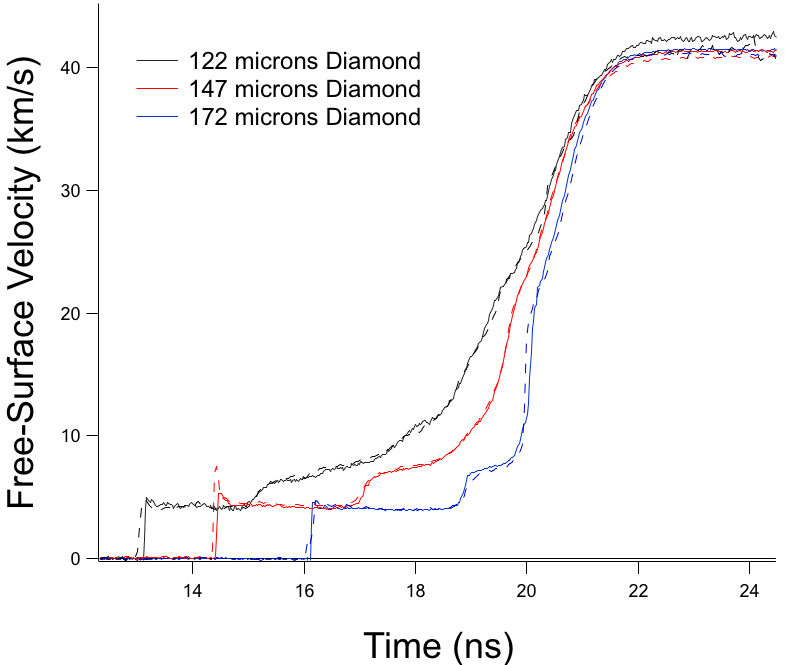 122 microns Diamond
147 microns Diamond
172 microns Diamond
Free-Surface Velocity (km/s)
40
30
20
10
0
14 16 18 20 22 24
Time (ns)